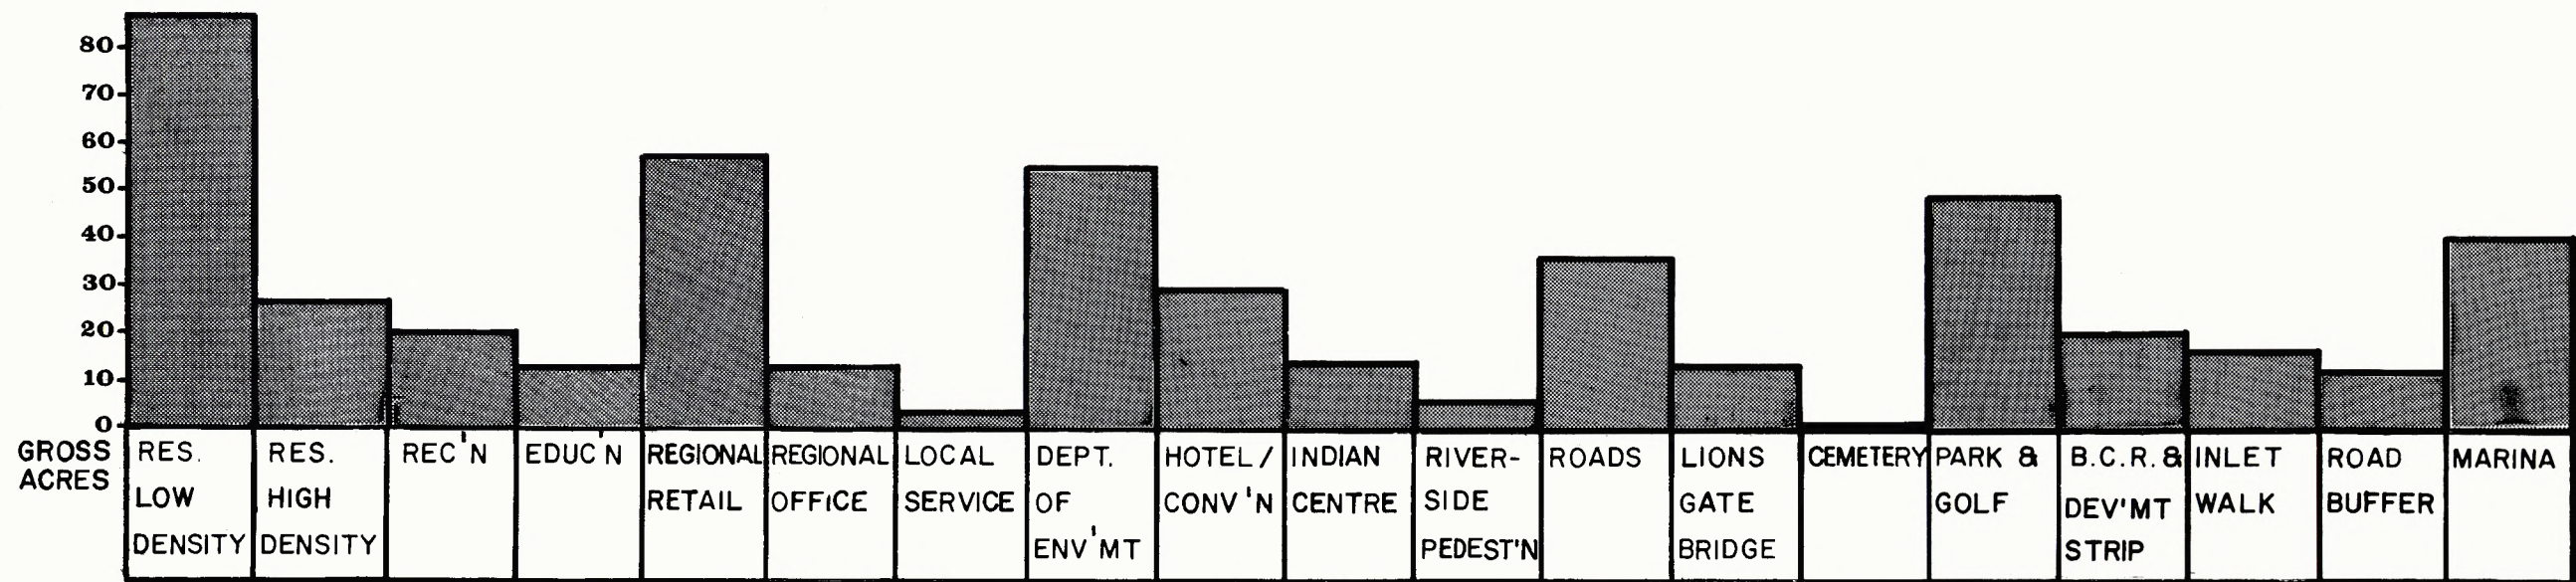 80
70
60
50
40
30
20
10
0
GROSS
ACRES
RES.
LOW
DENSITY
RES.
HIGH
DENSITY
REC'N
EDUC'N
REGIONAL
RETAIL
REGIONAL
OFFICE
LOCAL
SERVICE
DEPT.
OF
ENV'MT
HOTEL/
CONV'N
INDIAN
CENTRE
RIVER-
SIDE
PEDEST'N
ROADS
LIONS
GATE
BRIDGE
CEMETERY
PARK &
GOLF
B.C.R. &
DEV'MT
STRIP
INLET
WALK
ROAD
BUFFER
MARINA